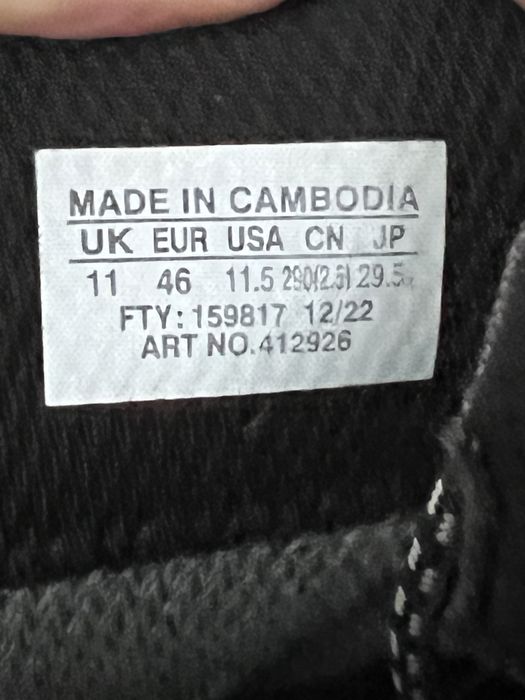 MADE IN CAMBODIA
UK EUR USA CN JP
11 46 11.5 290(2.5) 29.5
FTY: 159817 12/22
ART NO.412926